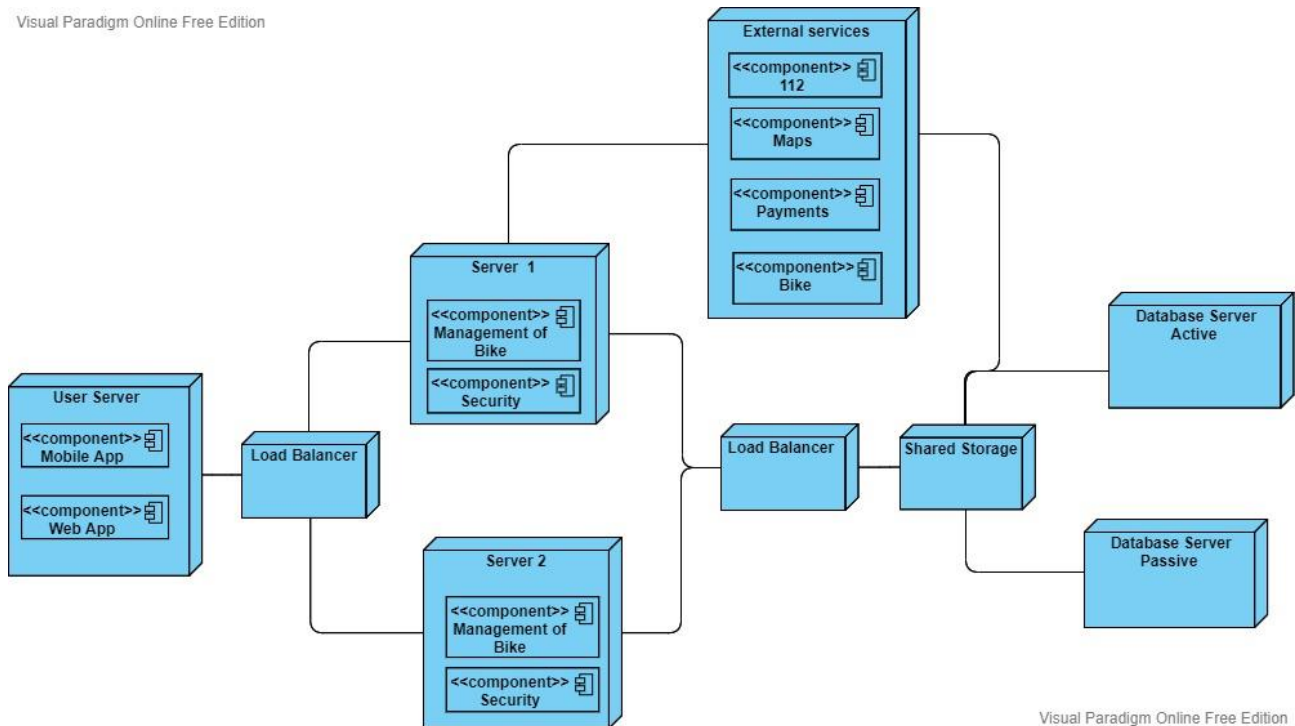 Visual Paradigm Online Free Edition
External services
<<component>>
112
<<component>>
Maps
<<component>>
Payments
<<component>>
Bike
Server 1
<<component>>
Management of
Bike
<<component>>
Security
User Server
<<component>>
Mobile App
<<component>>
Web App
Load Balancer
Server 2
<<component>>
Management of
Bike
<<component>>
Security
Load Balancer
Shared Storage
Database Server
Active
Database Server
Passive
Visual Paradigm Online Free Edition